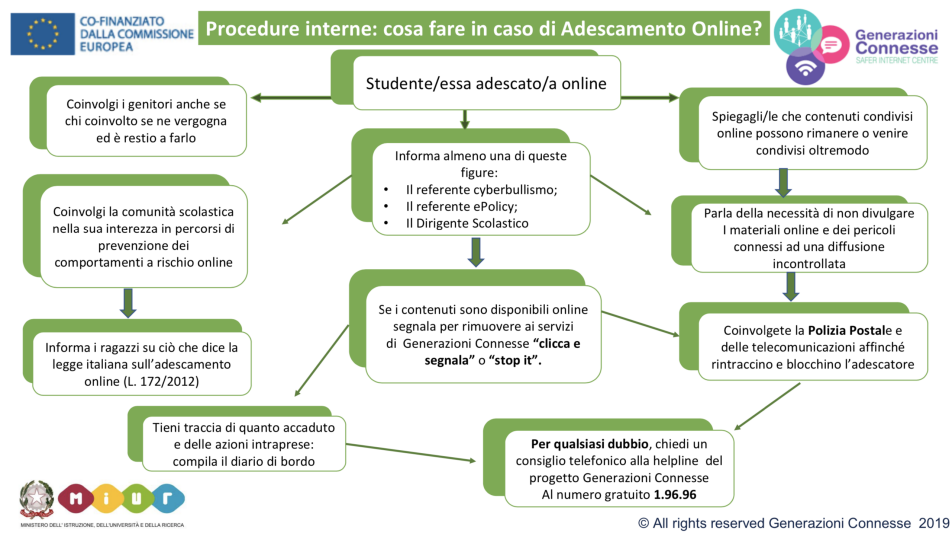 CO-FINANZIATO
DALLA COMMISSIONE
EUROPEA
Procedure interne: cosa fare in caso di Adescamento Online?
Generazioni
Connesse
SAFER INTERNET CENTRE
Studente/essa adescato/a online
Coinvolgi i genitori anche se
chi coinvolto se ne vergogna
ed è restio a farlo
Spiegagli/le che contenuti condivisi
online possono rimanere o venire
condivisi oltremodo
Informa almeno una di queste
figure:
• Il referente cyberbullismo;
• Il referente ePolicy;
• Il Dirigente Scolastico
Coinvolgi la comunità scolastica
nella sua interezza in percorsi di
prevenzione dei
comportamenti a rischio online
Parla della necessità di non divulgare
I materiali online e dei pericoli
connessi ad una diffusione
incontrollata
Se i contenuti sono disponibili online
segnala per rimuovere ai servizi
di Generazioni Connesse “clicca e
segnala” o “stop it”.
Informa i ragazzi su ciò che dice la
legge italiana sull’adescamento
online (L. 172/2012)
Coinvolgete la Polizia Postale e
delle telecomunicazioni affinché
rintraccino e blocchino l’adescatore
Tieni traccia di quanto accaduto
e delle azioni intraprese:
compila il diario di bordo
Per qualsiasi dubbio, chiedi un
consiglio telefonico alla helpline del
progetto Generazioni Connesse
Al numero gratuito 1.96.96
MIUR
MINISTERO DELL’ISTRUZIONE, DELL’UNIVERSITÀ E DELLA RICERCA
© All rights reserved Generazioni Connesse 2019